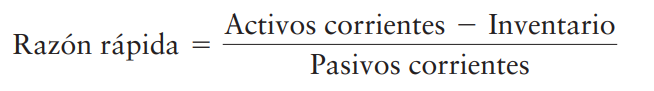 Razón rápida = Activos corrientes − Inventario
Pasivos corrientes